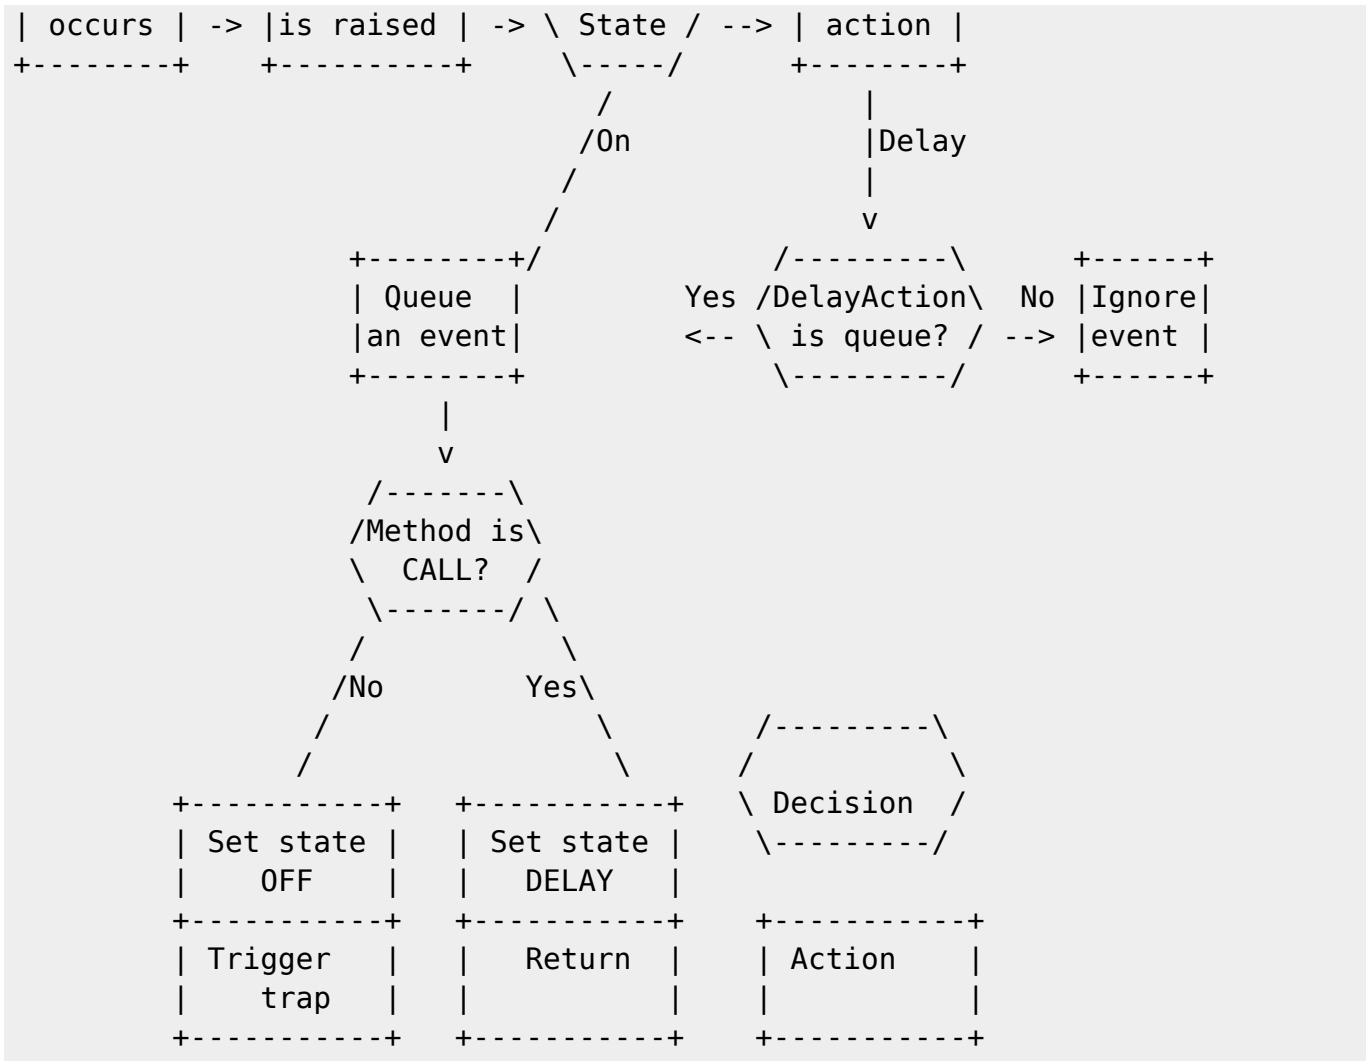 | occurs | -> |is raised | -> \ State / --> | action |
+--------+    +----------+     \-----/      +--------+
                                 /              |
                                /On             |Delay
                               /                |
                              /                 v
                   +--------+/             /---------\      +------+
                   | Queue  |         Yes /DelayAction\  No |Ignore|
                   |an event|         <-- \ is queue? / --> |event |
                   +--------+              \---------/      +------+
                        |
                        v
                    /-------\
                   /Method is\
                   \  CALL?  /
                    \-------/ \
                   /           \
                  /No        Yes\
                 /               \        /---------\
                /                 \      /           \
         +-----------+   +-----------+   \ Decision  /
         | Set state |   | Set state |    \---------/
         |    OFF    |   |   DELAY   |
         +-----------+   +-----------+    +-----------+
         | Trigger   |   |   Return  |    | Action    |
         |    trap   |   |           |    |           |
         +-----------+   +-----------+    +-----------+